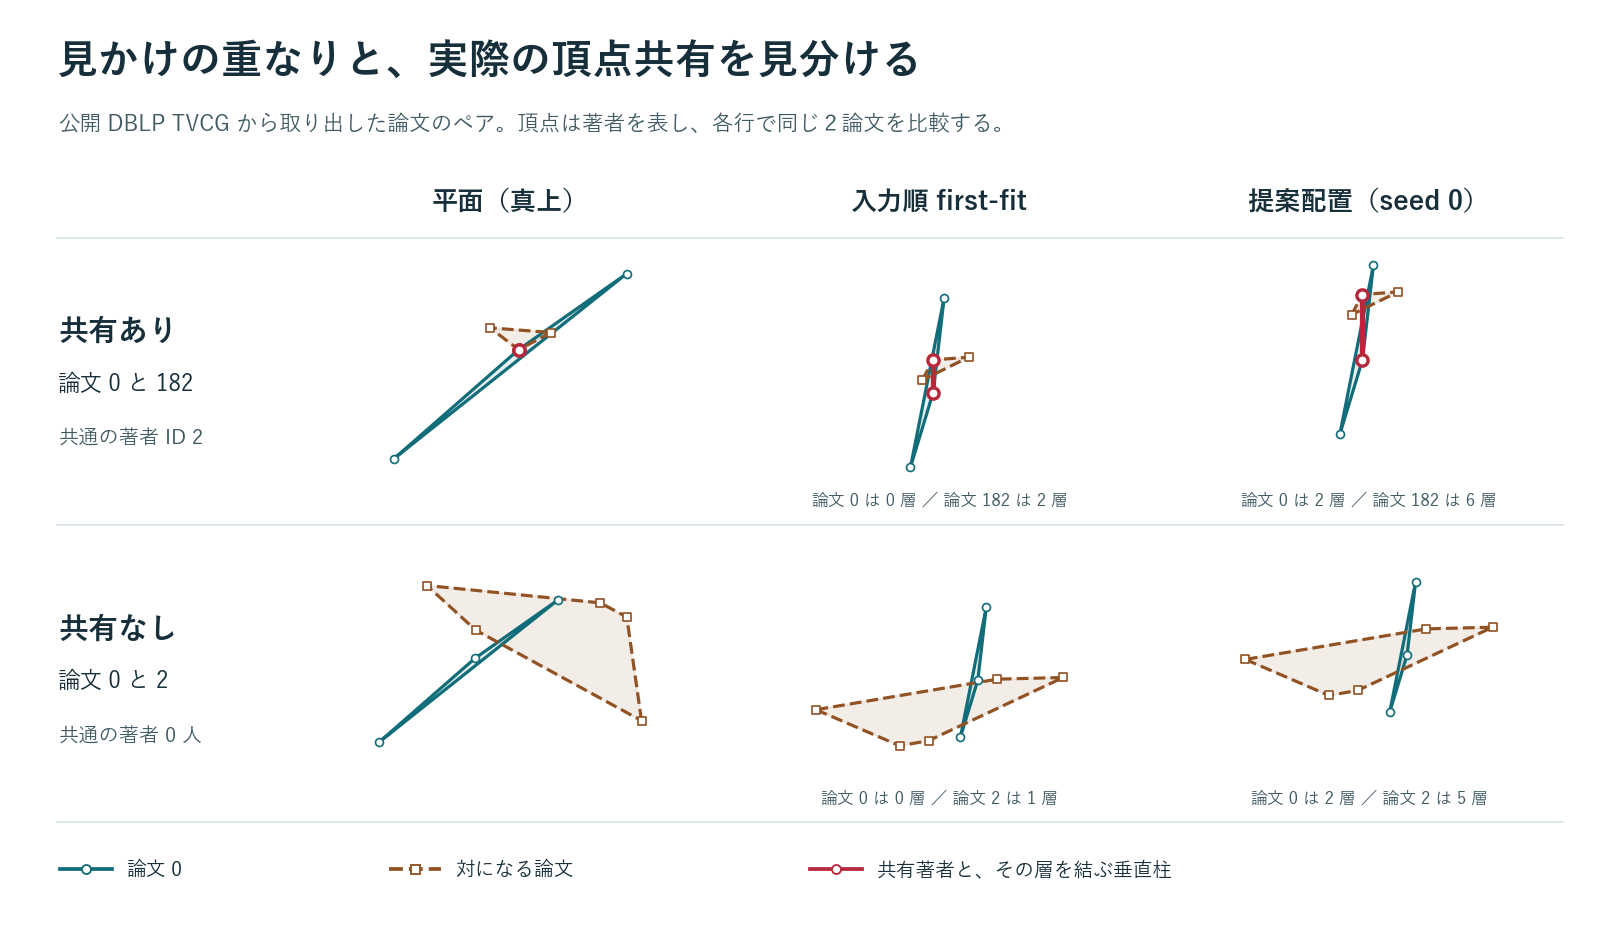 見かけの重なりと、実際の頂点共有を見分ける
公開 DBLP TVCG から取り出した論文のペア。頂点は著者を表し、各行で同じ 2 論文を比較する。
平面（真上）
入力順 first-fit
提案配置（seed 0）
共有あり
論文 0 と 182
共通の著者 ID 2
論文 0 は 0 層 ／ 論文 182 は 2 層
論文 0 は 2 層 ／ 論文 182 は 6 層
共有なし
論文 0 と 2
共通の著者 0 人
論文 0 は 0 層 ／ 論文 2 は 1 層
論文 0 は 2 層 ／ 論文 2 は 5 層
論文 0
対になる論文
共有著者と、その層を結ぶ垂直柱